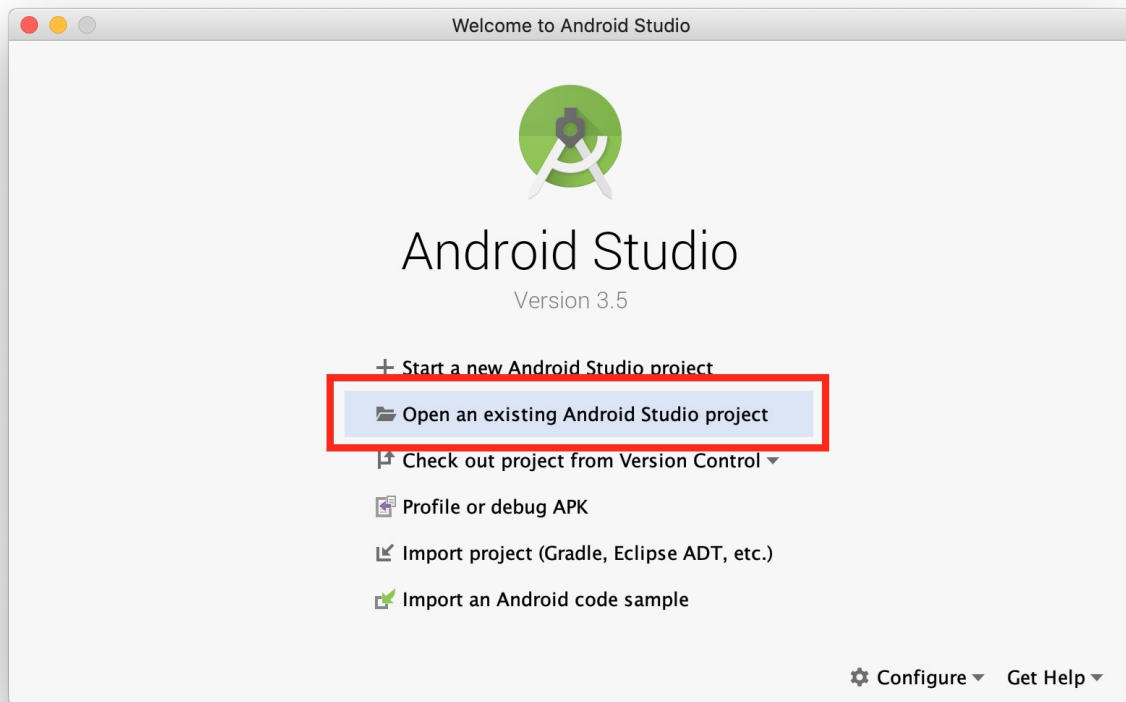 Welcome to Android Studio
Android Studio
Version 3.5
Start a new Android Studio project
Open an existing Android Studio project
Check out project from Version Control
Profile or debug APK
Import project (Gradle, Eclipse ADT, etc.)
Import an Android code sample
Configure Get Help